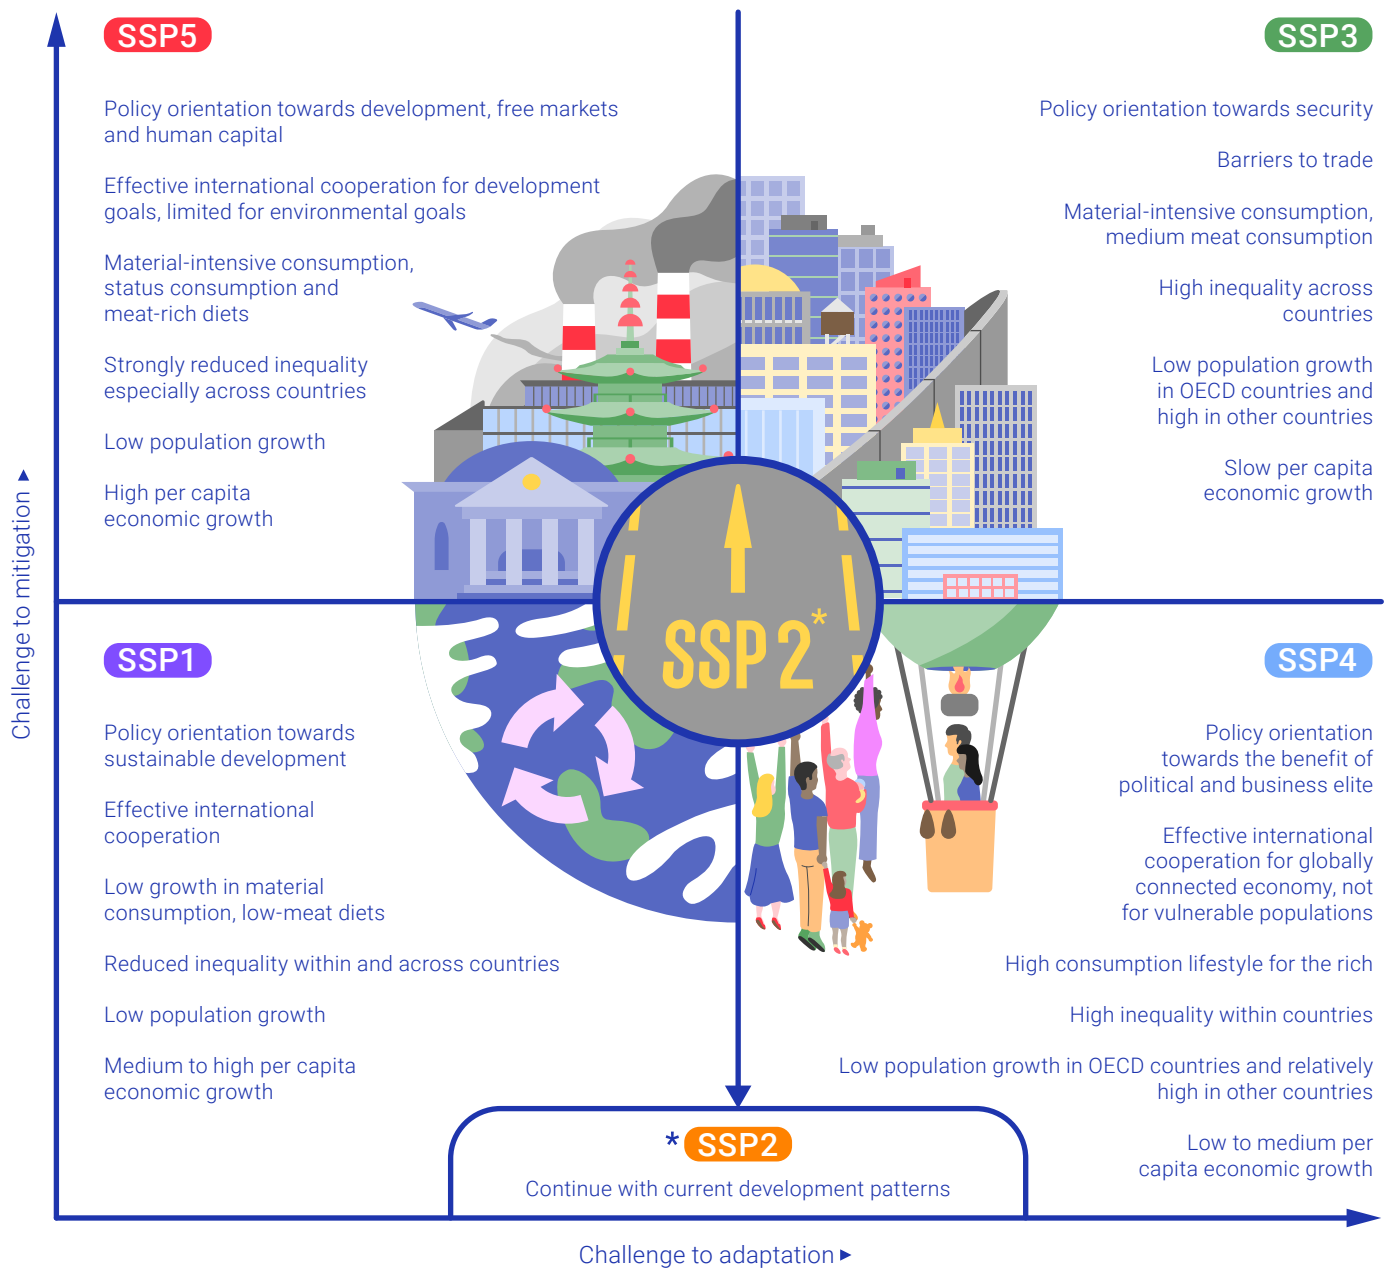 SSP5
Policy orientation towards development, free markets
and human capital
Effective international cooperation for development
goals, limited for environmental goals
Material-intensive consumption,
status consumption and
meat-rich diets
Strongly reduced inequality
especially across countries
Low population growth
High per capita
economic growth
SSP3
Policy orientation towards security
Barriers to trade
Material-intensive consumption,
medium meat consumption
High inequality across
countries
Low population growth
in OECD countries and
high in other countries
Slow per capita
economic growth
Challenge to mitigation ▸
SSP 2*
SSP1
Policy orientation towards
sustainable development
Effective international
cooperation
Low growth in material
consumption, low-meat diets
Reduced inequality within and across countries
Low population growth
Medium to high per capita
economic growth
SSP4
Policy orientation
towards the benefit of
political and business elite
Effective international
cooperation for globally
connected economy, not
for vulnerable populations
High consumption lifestyle for the rich
High inequality within countries
Low population growth in OECD countries and relatively
high in other countries
Low to medium per
capita economic growth
* SSP2
Continue with current development patterns
Challenge to adaptation ▸